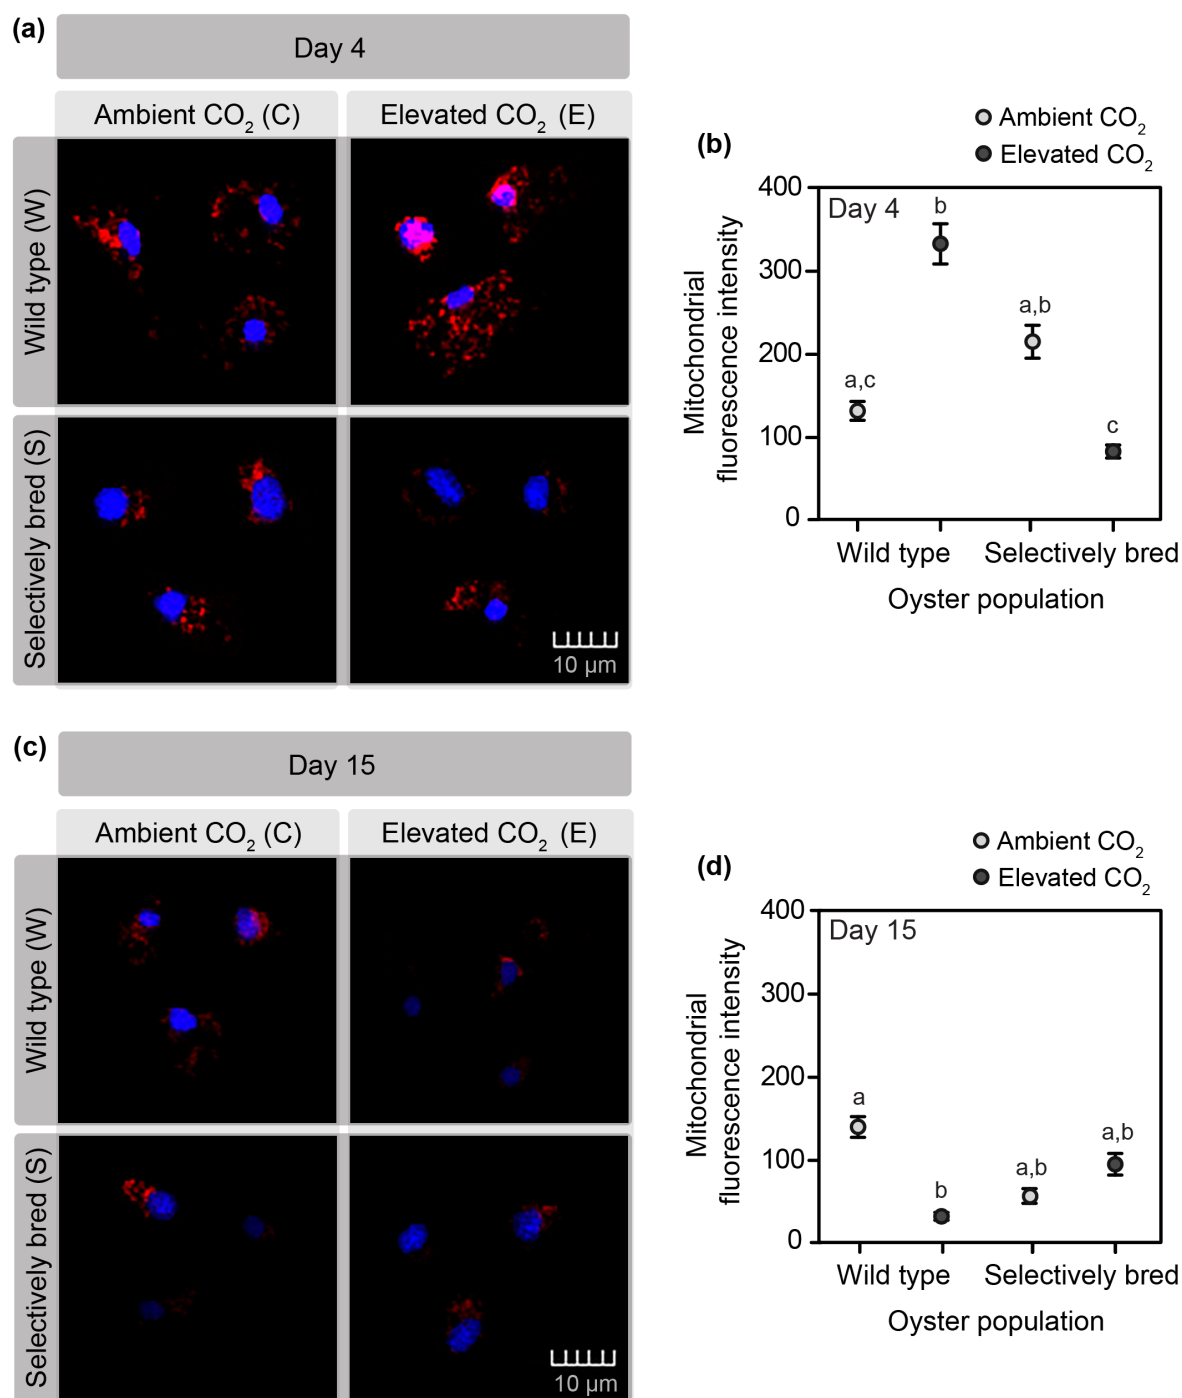 (a)
Day 4
Ambient CO2 (C)
Elevated CO2 (E)
Wild type (W)
Selectively bred (S)
10 µm
(b)
Ambient CO2
Elevated CO2
Day 4
Mitochondrial
fluorescence intensity
400
300
200
100
0
a,c
b
a,b
c
Wild type
Selectively bred
Oyster population
(c)
Day 15
Ambient CO2 (C)
Elevated CO2 (E)
Wild type (W)
Selectively bred (S)
10 µm
(d)
Ambient CO2
Elevated CO2
Day 15
Mitochondrial
fluorescence intensity
400
300
200
100
0
a
b
a,b
a,b
Wild type
Selectively bred
Oyster population